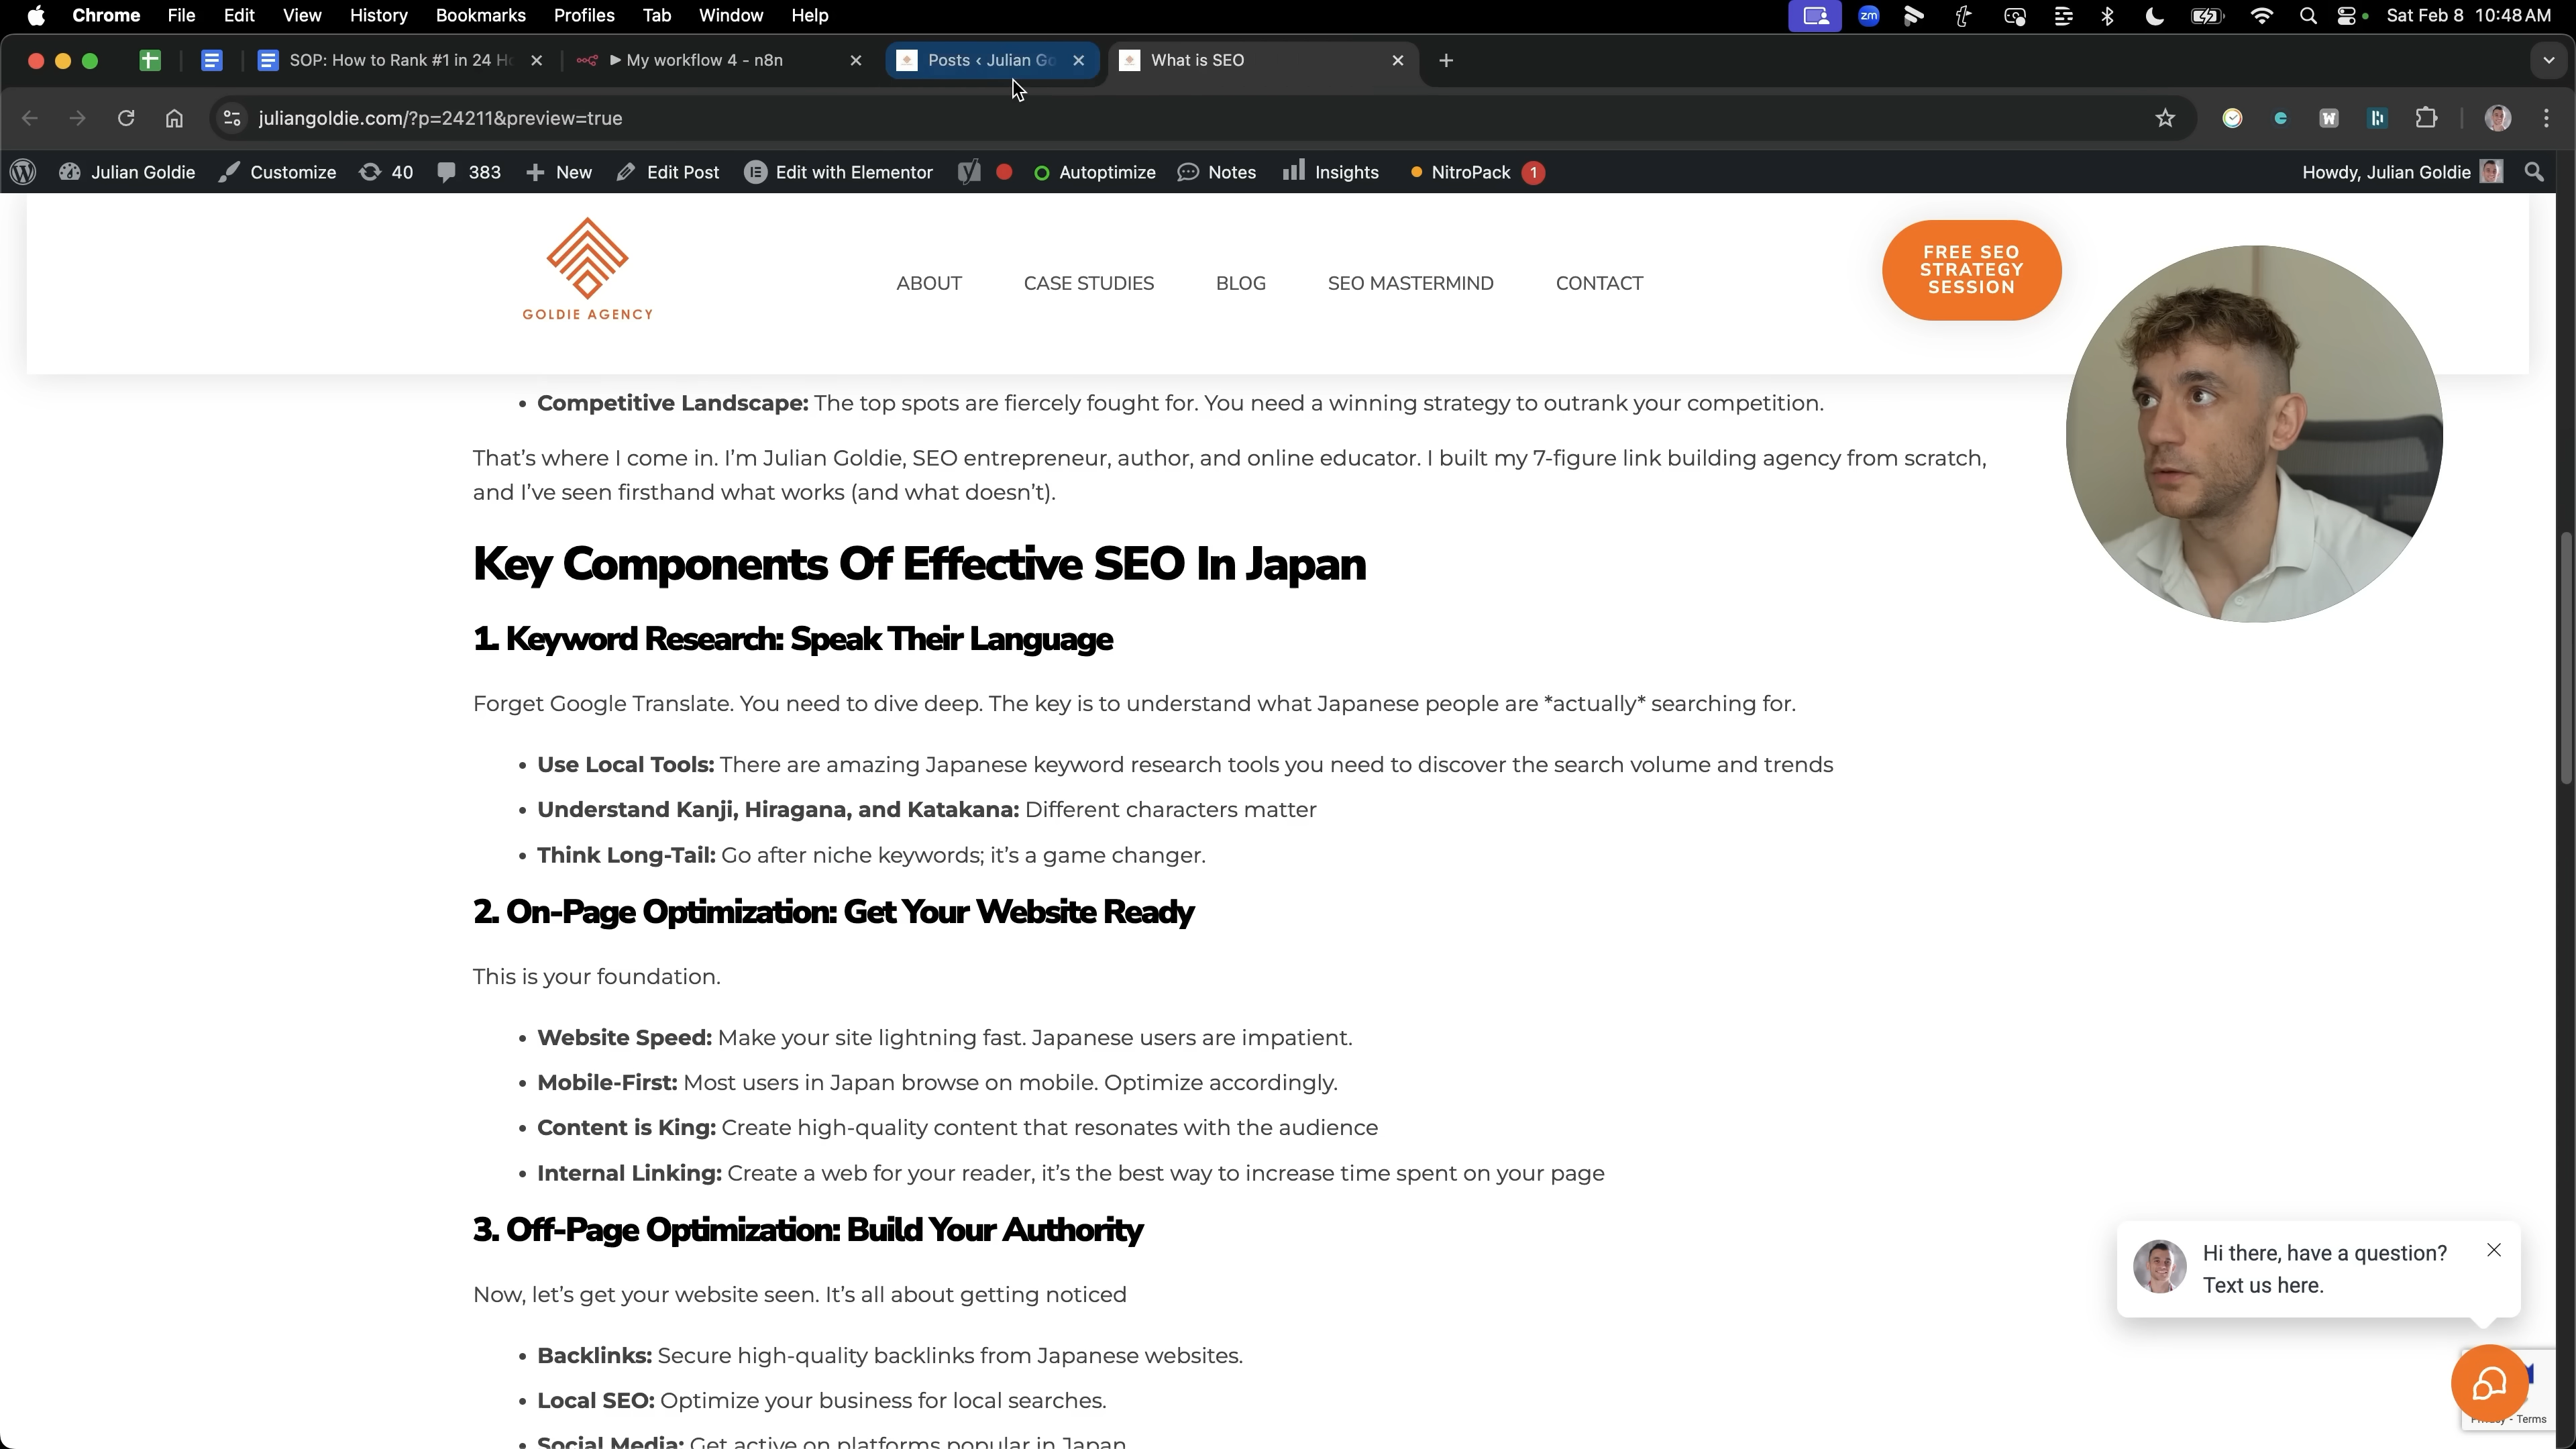 Chrome File Edit View History Bookmarks Profiles Tab Window Help
zm
Sat Feb 8 10:48 AM
SOP: How to Rank #1 in 24 H
My workflow 4 - n8n
Posts ‹ Julian Go
What is SEO
juliangoldie.com/?p=24211&preview=true
Julian Goldie Customize 40 383 New Edit Post Edit with Elementor Autoptimize Notes Insights NitroPack 1
Howdy, Julian Goldie
GOLDIE AGENCY
ABOUT CASE STUDIES BLOG SEO MASTERMIND CONTACT
FREE SEO
STRATEGY
SESSION
• Competitive Landscape: The top spots are fiercely fought for. You need a winning strategy to outrank your competition.
That’s where I come in. I’m Julian Goldie, SEO entrepreneur, author, and online educator. I built my 7-figure link building agency from scratch,
and I’ve seen firsthand what works (and what doesn’t).
Key Components Of Effective SEO In Japan
1. Keyword Research: Speak Their Language
Forget Google Translate. You need to dive deep. The key is to understand what Japanese people are *actually* searching for.
• Use Local Tools: There are amazing Japanese keyword research tools you need to discover the search volume and trends
• Understand Kanji, Hiragana, and Katakana: Different characters matter
• Think Long-Tail: Go after niche keywords; it’s a game changer.
2. On-Page Optimization: Get Your Website Ready
This is your foundation.
• Website Speed: Make your site lightning fast. Japanese users are impatient.
• Mobile-First: Most users in Japan browse on mobile. Optimize accordingly.
• Content is King: Create high-quality content that resonates with the audience
• Internal Linking: Create a web for your reader, it’s the best way to increase time spent on your page
3. Off-Page Optimization: Build Your Authority
Now, let’s get your website seen. It’s all about getting noticed
• Backlinks: Secure high-quality backlinks from Japanese websites.
• Local SEO: Optimize your business for local searches.
• Social Media: Get active on platforms popular in Japan
Hi there, have a question?
Text us here.
- Terms